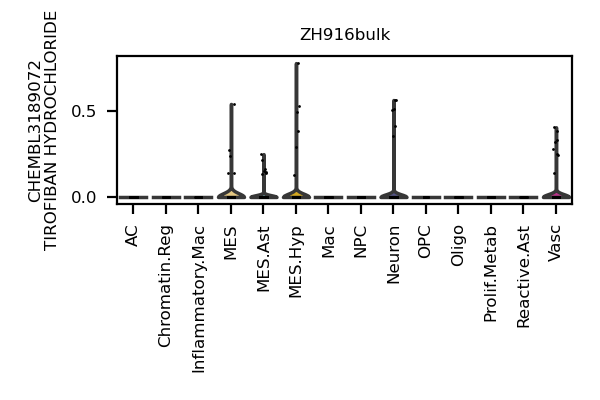 ZH916bulk
CHEMBL3189072
TIROFIBAN HYDROCHLORIDE
0.5
0.0
AC
Chromatin.Reg
Inflammatory.Mac
MES
MES.Ast
MES.Hyp
Mac
NPC
Neuron
OPC
Oligo
Prolif.Metab
Reactive.Ast
Vasc